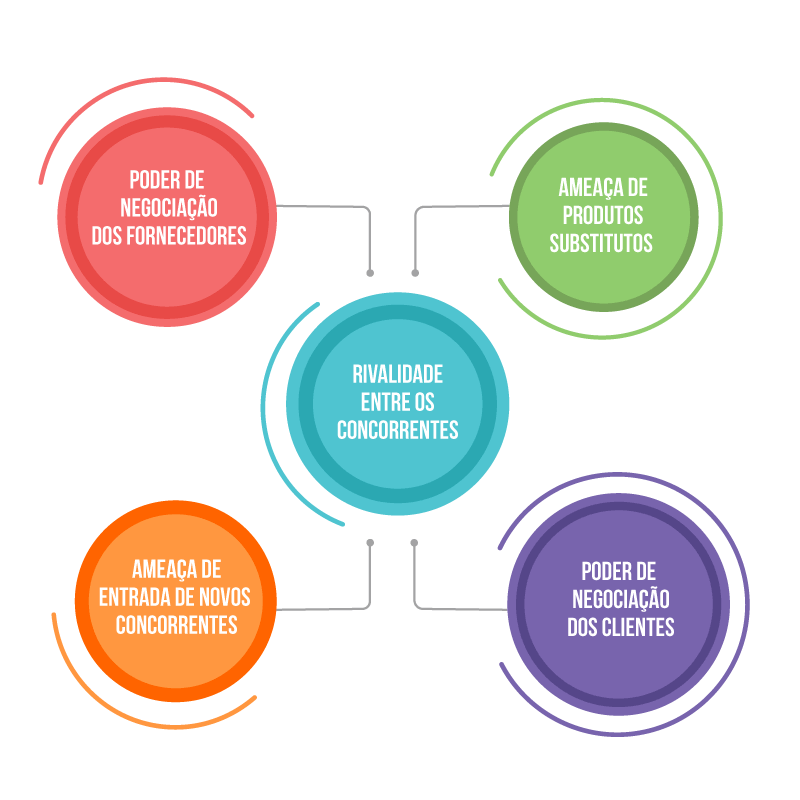 PODER DE
NEGOCIAÇÃO
DOS FORNECEDORES
AMEAÇA DE
PRODUTOS
SUBSTITUTOS
RIVALIDADE
ENTRE OS
CONCORRENTES
AMEAÇA DE
ENTRADA DE NOVOS
CONCORRENTES
PODER DE
NEGOCIAÇÃO
DOS CLIENTES